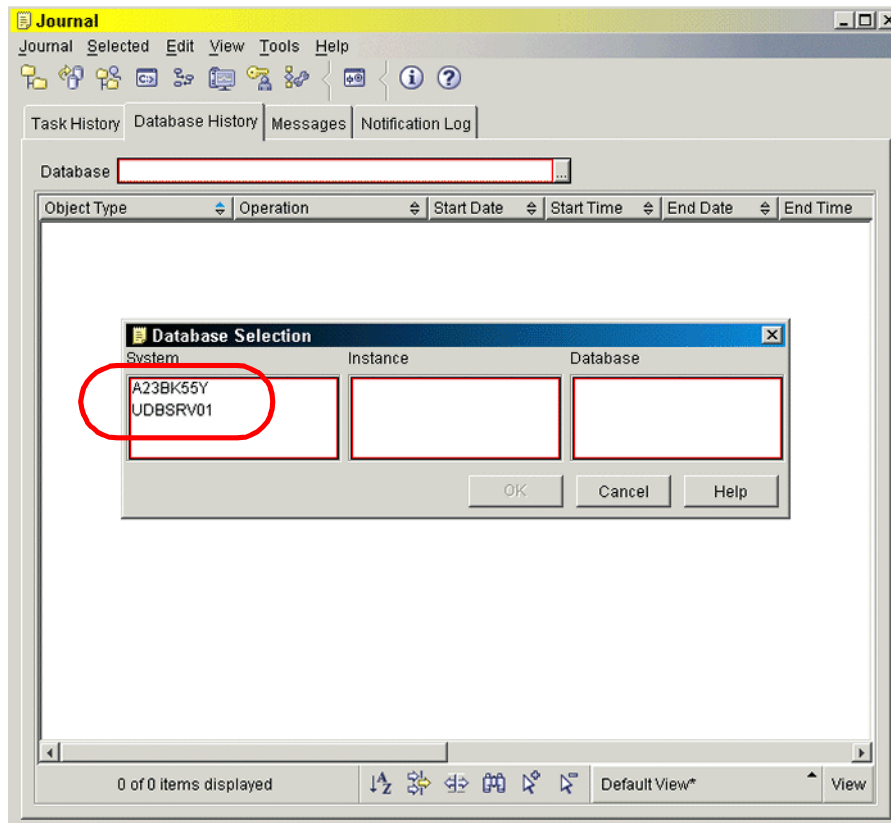 Journal
Journal Selected Edit View Tools Help
Task History Database History Messages Notification Log
Database ...
Object Type Operation Start Date Start Time End Date End Time
Database Selection
System Instance Database
A23BK55Y
UDBSRV01
OK Cancel Help
0 of 0 items displayed Default View* View